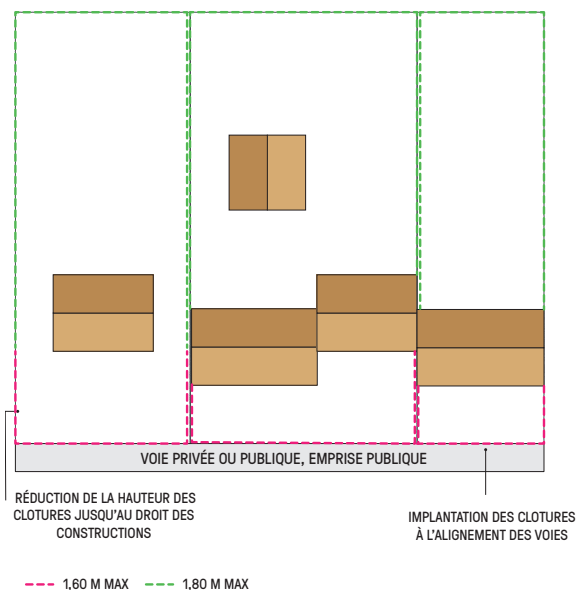 VOIE PRIVÉE OU PUBLIQUE, EMPRISE PUBLIQUE
RÉDUCTION DE LA HAUTEUR DES
CLOTURES JUSQU'AU DROIT DES
CONSTRUCTIONS
IMPLANTATION DES CLOTURES
À L'ALIGNEMENT DES VOIES
1,60 M MAX
1,80 M MAX